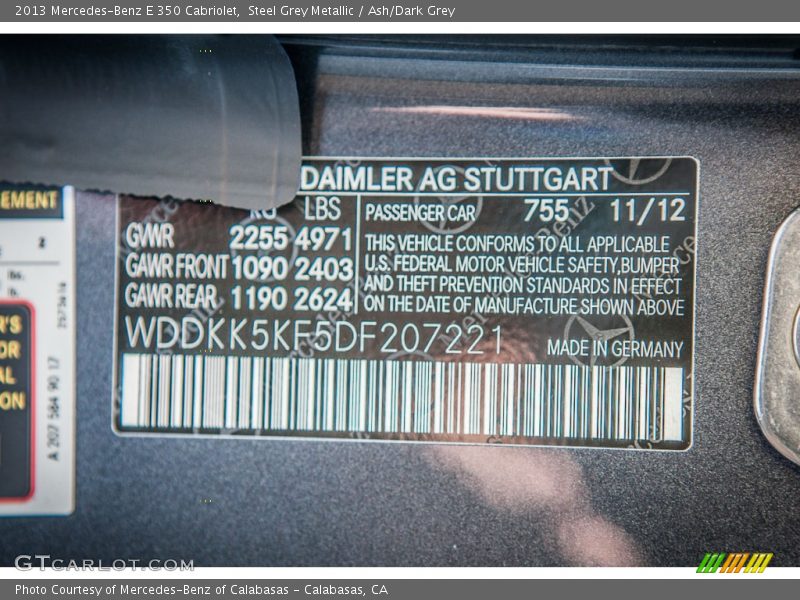 2013 Mercedes-Benz E 350 Cabriolet, Steel Grey Metallic / Ash/Dark Grey
DAIMLER AG STUTTGART
KG LBS
GWR 2255 4971
GAWR FRONT 1090 2403
GAWR REAR 1190 2624
PASSENGER CAR 755 11/12
THIS VEHICLE CONFORMS TO ALL APPLICABLE
U.S. FEDERAL MOTOR VEHICLE SAFETY, BUMPER
AND THEFT PREVENTION STANDARDS IN EFFECT
ON THE DATE OF MANUFACTURE SHOWN ABOVE
WDDKK5KF5DF207221
MADE IN GERMANY
EMENT
2
A 207 584 90 17
GTcarlot.com
Photo Courtesy of Mercedes-Benz of Calabasas - Calabasas, CA